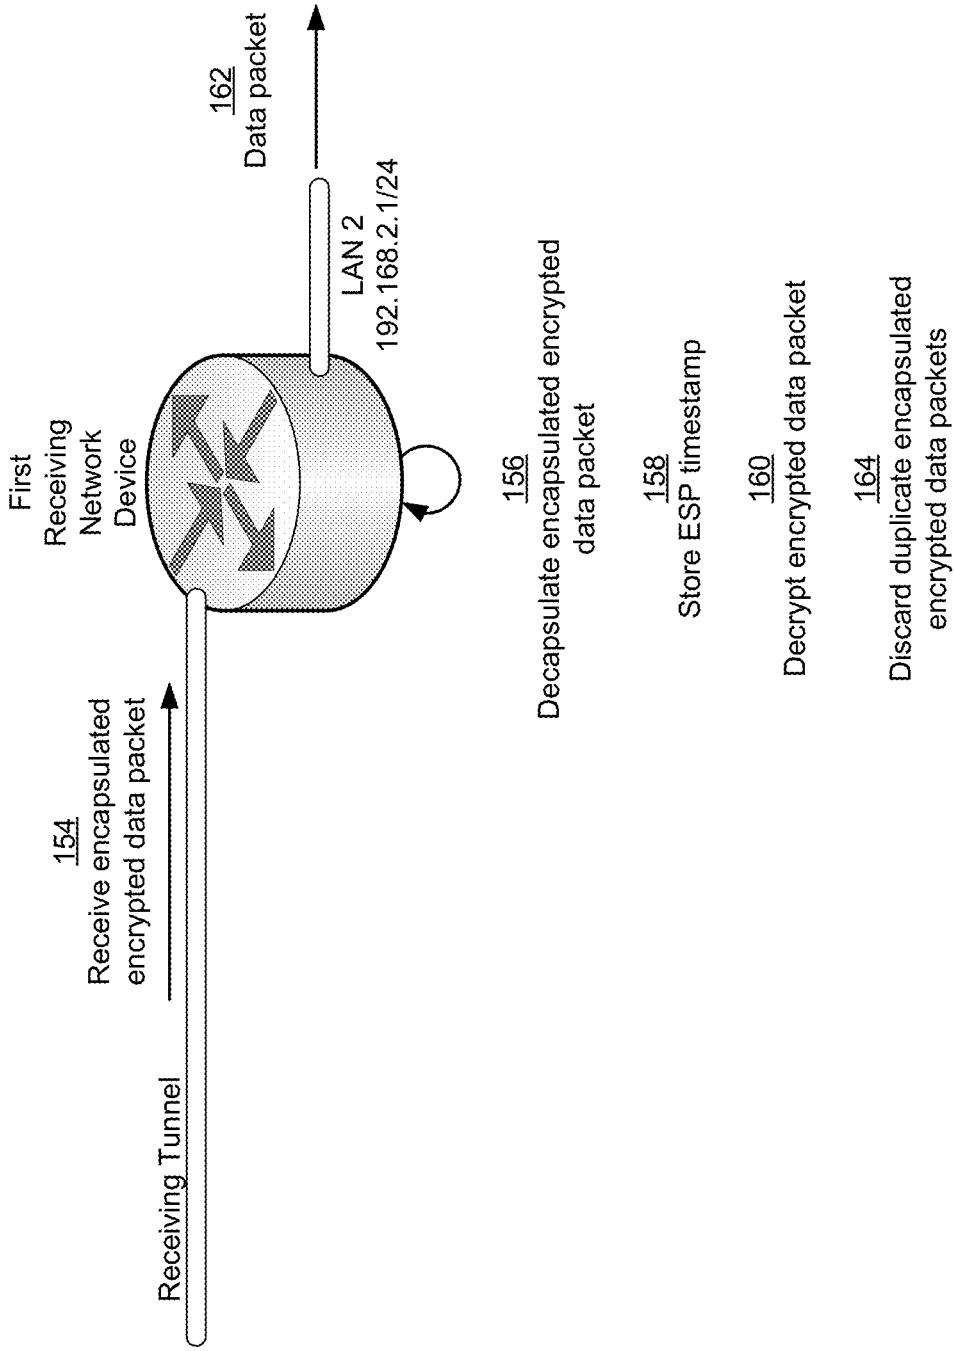 First
Receiving
Network
Device
154
Receive encapsulated
encrypted data packet
Receiving Tunnel
162
Data packet
LAN 2
192.168.2.1/24
156
Decapsulate encapsulated encrypted
data packet
158
Store ESP timestamp
160
Decrypt encrypted data packet
164
Discard duplicate encapsulated
encrypted data packets